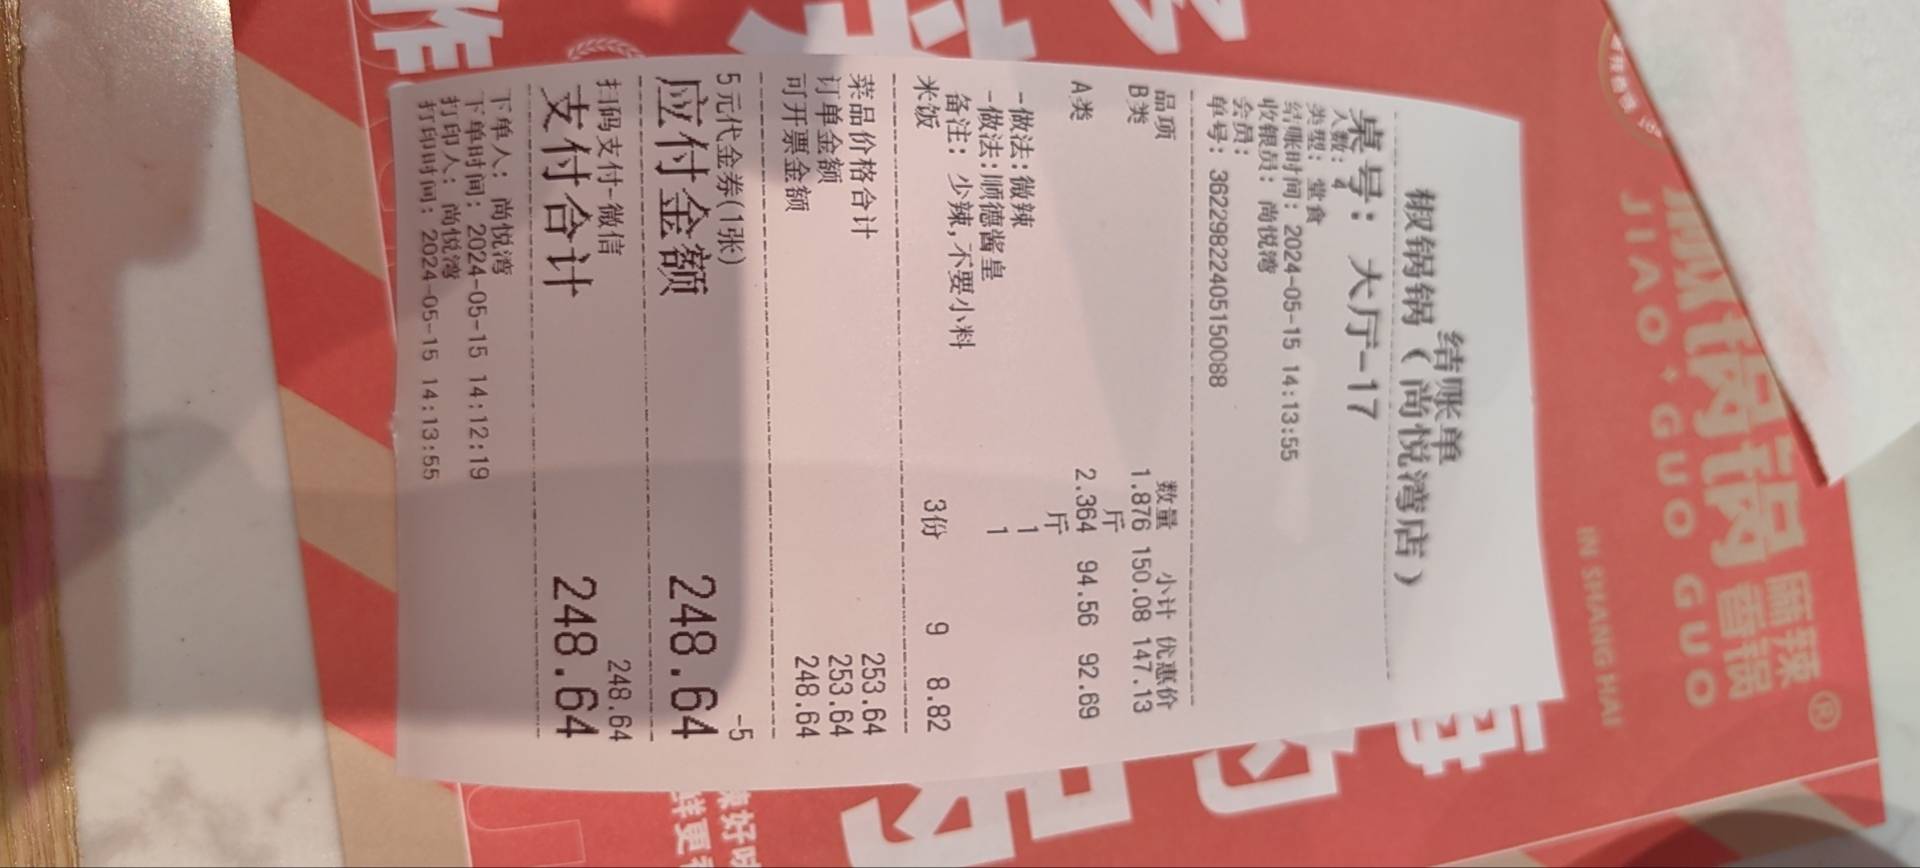 结账单
椒锅锅（尚悦湾店）
桌号：大厅-17
人数：4
类型：堂食
结账时间：2024-05-15 14:13:55
收银员：尚悦湾
会员：
单号：36229822405150088
品项 数量 小计 优惠价
B类 1.876 150.08 147.13
斤
A类 2.364 94.56 92.69
斤
-做法:微辣 1
-做法:顺德酱皇 1
备注：少辣,不要小料
米饭 3份 9 8.82
菜品价格合计 253.64
订单金额 253.64
可开票金额 248.64
5元代金券(1张) -5
应付金额 248.64
扫码支付-微信 248.64
支付合计 248.64
下单人：尚悦湾
下单时间：2024-05-15 14:12:19
打印人：尚悦湾
打印时间：2024-05-15 14:13:55
椒锅锅
麻辣香锅
®
JIAO GUO GUO
IN SHANG HAI
作